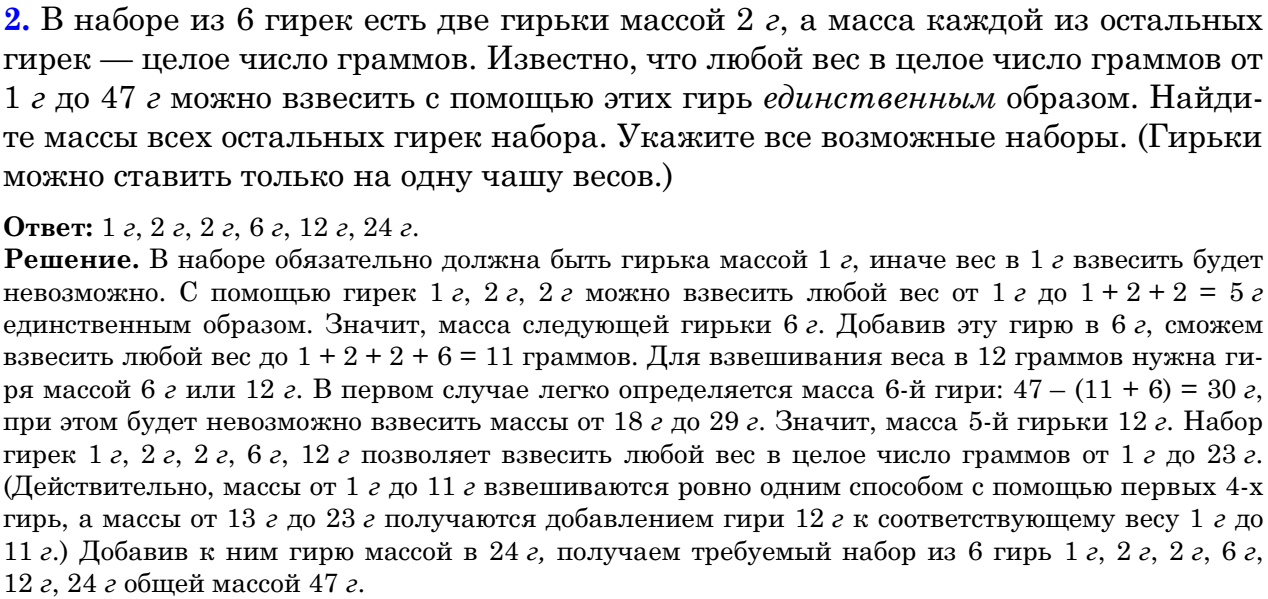 2. В наборе из 6 гирек есть две гирьки массой 2 г, а масса каждой из остальных
гирек — целое число граммов. Известно, что любой вес в целое число граммов от
1 г до 47 г можно взвесить с помощью этих гирь единственным образом. Найди-
те массы всех остальных гирек набора. Укажите все возможные наборы. (Гирьки
можно ставить только на одну чашу весов.)
Ответ: 1 г, 2 г, 2 г, 6 г, 12 г, 24 г.
Решение. В наборе обязательно должна быть гирька массой 1 г, иначе вес в 1 г взвесить будет
невозможно. С помощью гирек 1 г, 2 г, 2 г можно взвесить любой вес от 1 г до 1 + 2 + 2 = 5 г
единственным образом. Значит, масса следующей гирьки 6 г. Добавив эту гирю в 6 г, сможем
взвесить любой вес до 1 + 2 + 2 + 6 = 11 граммов. Для взвешивания веса в 12 граммов нужна ги-
ря массой 6 г или 12 г. В первом случае легко определяется масса 6-й гири: 47 – (11 + 6) = 30 г,
при этом будет невозможно взвесить массы от 18 г до 29 г. Значит, масса 5-й гирьки 12 г. Набор
гирек 1 г, 2 г, 2 г, 6 г, 12 г позволяет взвесить любой вес в целое число граммов от 1 г до 23 г.
(Действительно, массы от 1 г до 11 г взвешиваются ровно одним способом с помощью первых 4-х
гирь, а массы от 13 г до 23 г получаются добавлением гири 12 г к соответствующему весу 1 г до
11 г.) Добавив к ним гирю массой в 24 г, получаем требуемый набор из 6 гирь 1 г, 2 г, 2 г, 6 г,
12 г, 24 г общей массой 47 г.